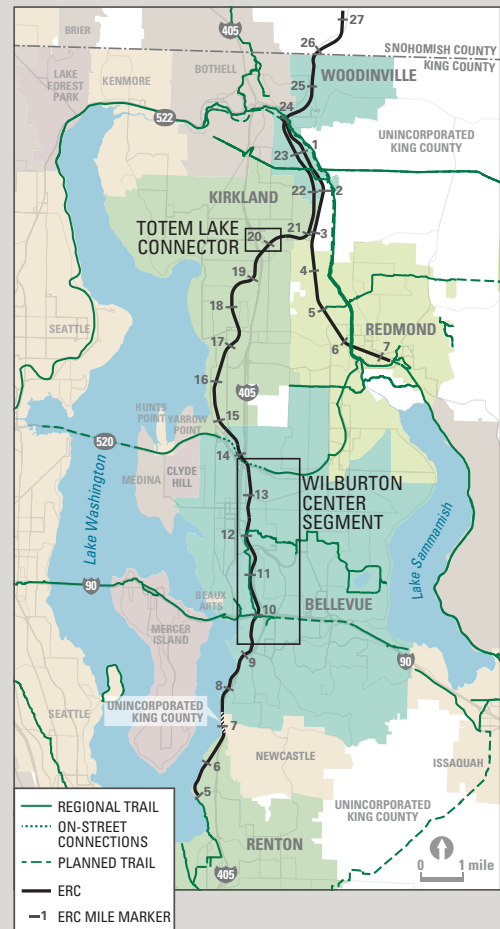 27
405
BRIER
26
SNOHOMISH COUNTY
KING COUNTY
LAKE
FOREST
PARK
KENMORE
BOTHELL
WOODINVILLE
25
522
24
UNINCORPORATED
KING COUNTY
23
1
22
2
KIRKLAND
TOTEM LAKE
CONNECTOR
20
21
3
19
4
18
5
REDMOND
SEATTLE
17
6
7
16
405
HUNTS
POINT
YARROW
POINT
15
520
14
MEDINA
CLYDE
HILL
WILBURTON
CENTER
SEGMENT
13
Lake Washington
12
Lake Sammamish
11
90
BEAUX
ARTS
BELLEVUE
10
MERCER
ISLAND
9
90
8
SEATTLE
UNINCORPORATED
KING COUNTY
7
NEWCASTLE
6
ISSAQUAH
5
UNINCORPORATED
KING COUNTY
RENTON
405
0 1 mile
REGIONAL TRAIL
ON-STREET
CONNECTIONS
PLANNED TRAIL
ERC
1 ERC MILE MARKER